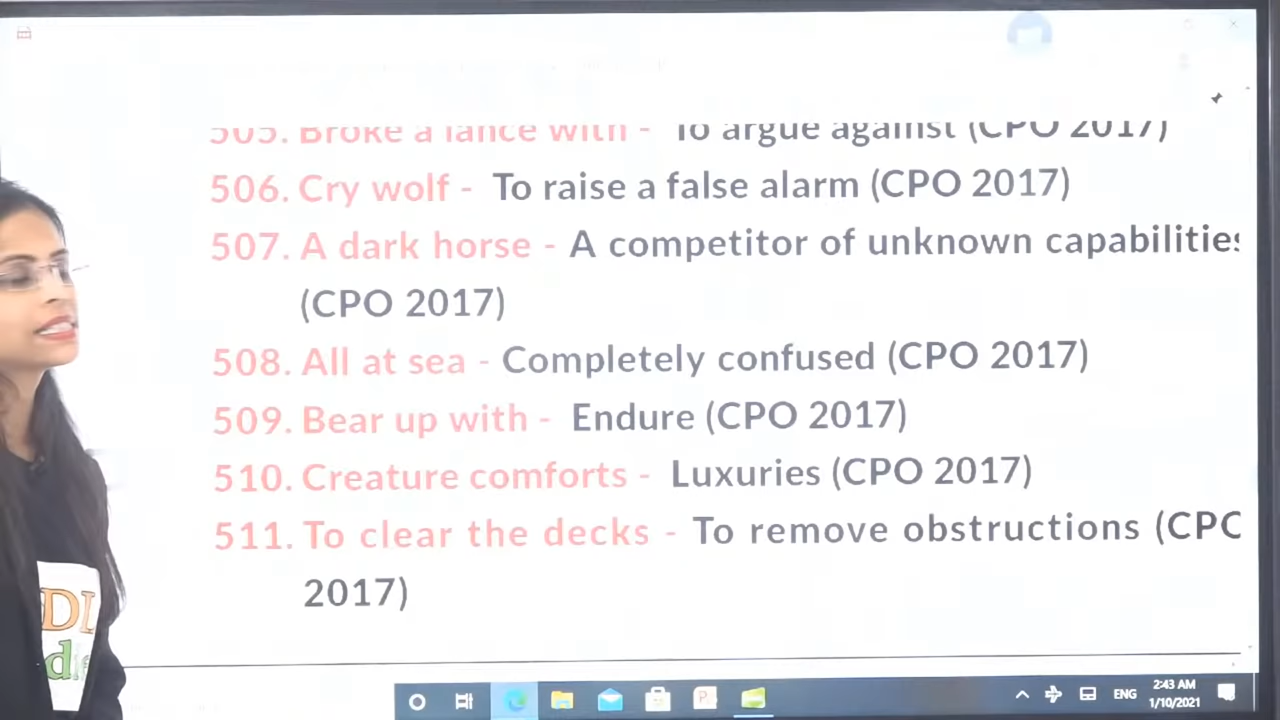 505. Broke a lance with - To argue against (CPO 2017)
506. Cry wolf - To raise a false alarm (CPO 2017)
507. A dark horse - A competitor of unknown capabilities
(CPO 2017)
508. All at sea - Completely confused (CPO 2017)
509. Bear up with - Endure (CPO 2017)
510. Creature comforts - Luxuries (CPO 2017)
511. To clear the decks - To remove obstructions (CPO
2017)
DL
die
ENG
2:43 AM
1/10/2021